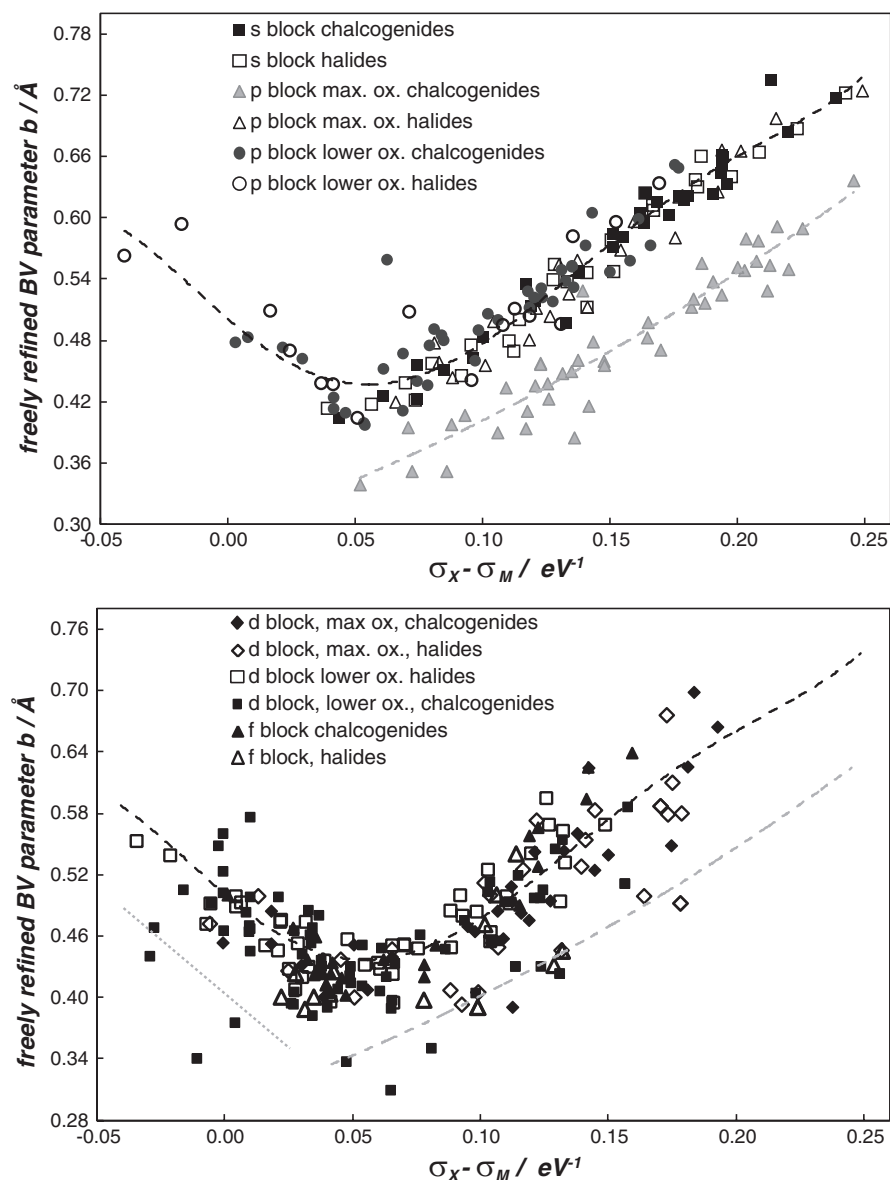 0.78
0.72
0.66
0.60
0.54
0.48
0.42
0.36
0.30
freely refined BV parameter b / Å
s block chalcogenides
s block halides
p block max. ox. chalcogenides
p block max. ox. halides
p block lower ox. chalcogenides
p block lower ox. halides
-0.05 0.00 0.05 0.10 0.15 0.20 0.25
σX - σM / eV-1
0.76
0.70
0.64
0.58
0.52
0.46
0.40
0.34
0.28
freely refined BV parameter b / Å
d block, max ox, chalcogenides
d block, max. ox., halides
d block lower ox. halides
d block, lower ox., chalcogenides
f block chalcogenides
f block, halides
-0.05 0.00 0.05 0.10 0.15 0.20 0.25
σX - σM / eV-1